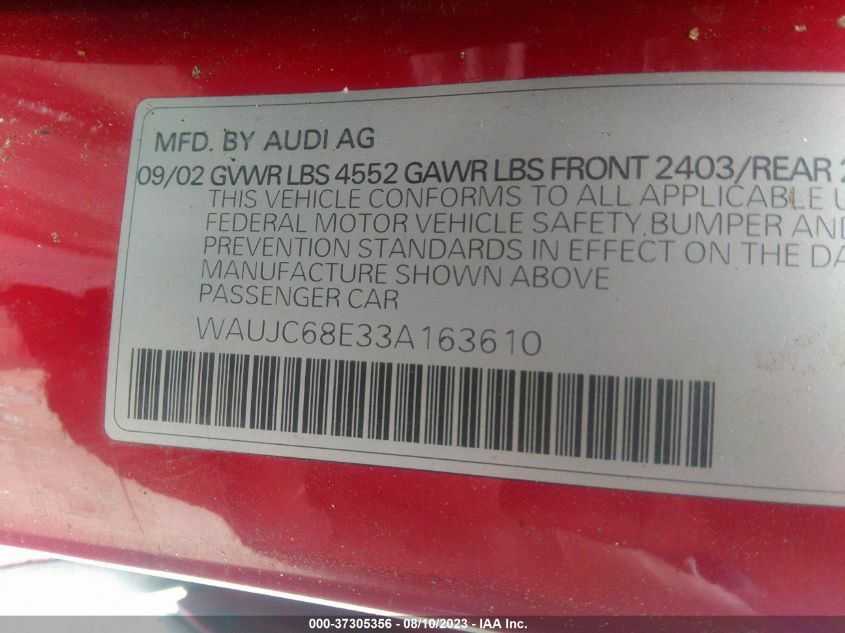 MFD. BY AUDI AG
09/02 GVWR LBS 4552 GAWR LBS FRONT 2403/REAR 2
THIS VEHICLE CONFORMS TO ALL APPLICABLE U
FEDERAL MOTOR VEHICLE SAFETY, BUMPER AND
PREVENTION STANDARDS IN EFFECT ON THE DA
MANUFACTURE SHOWN ABOVE
PASSENGER CAR
WAUJC68E33A163610
000-37305356 - 08/10/2023 - IAA Inc.